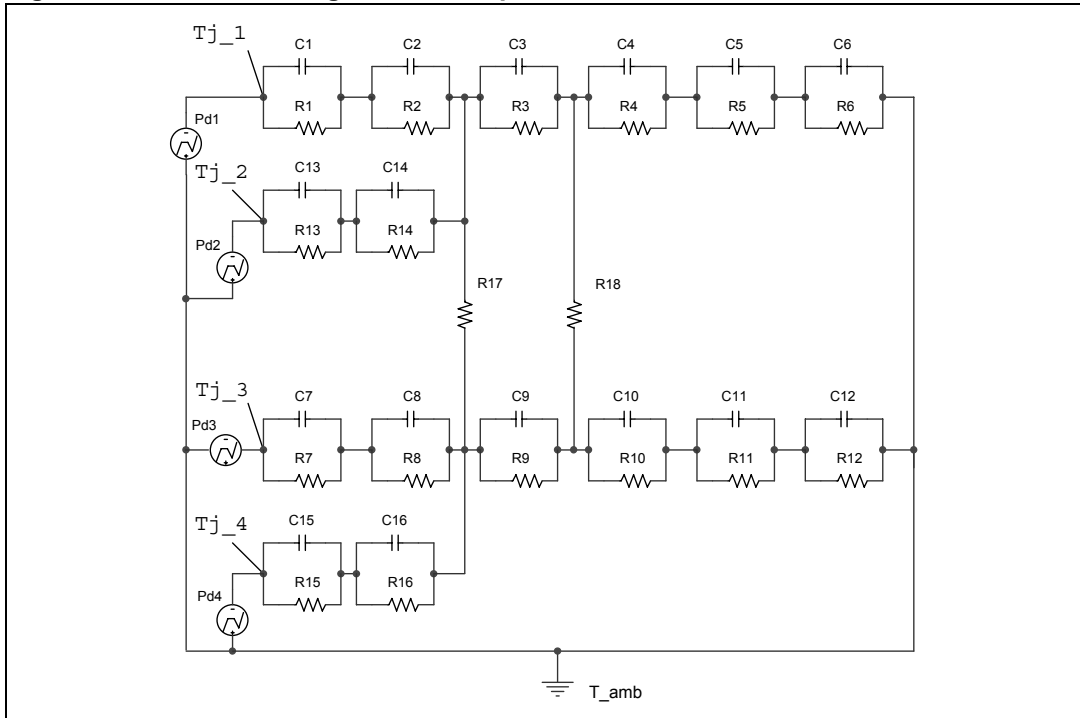 Tj_1
C1 C2 C3 C4 C5 C6
R1 R2 R3 R4 R5 R6
Pd1
Tj_2
C13 C14
R13 R14
Pd2
R17 R18
Tj_3
C7 C8 C9 C10 C11 C12
Pd3
R7 R8 R9 R10 R11 R12
Tj_4
C15 C16
R15 R16
Pd4
T_amb